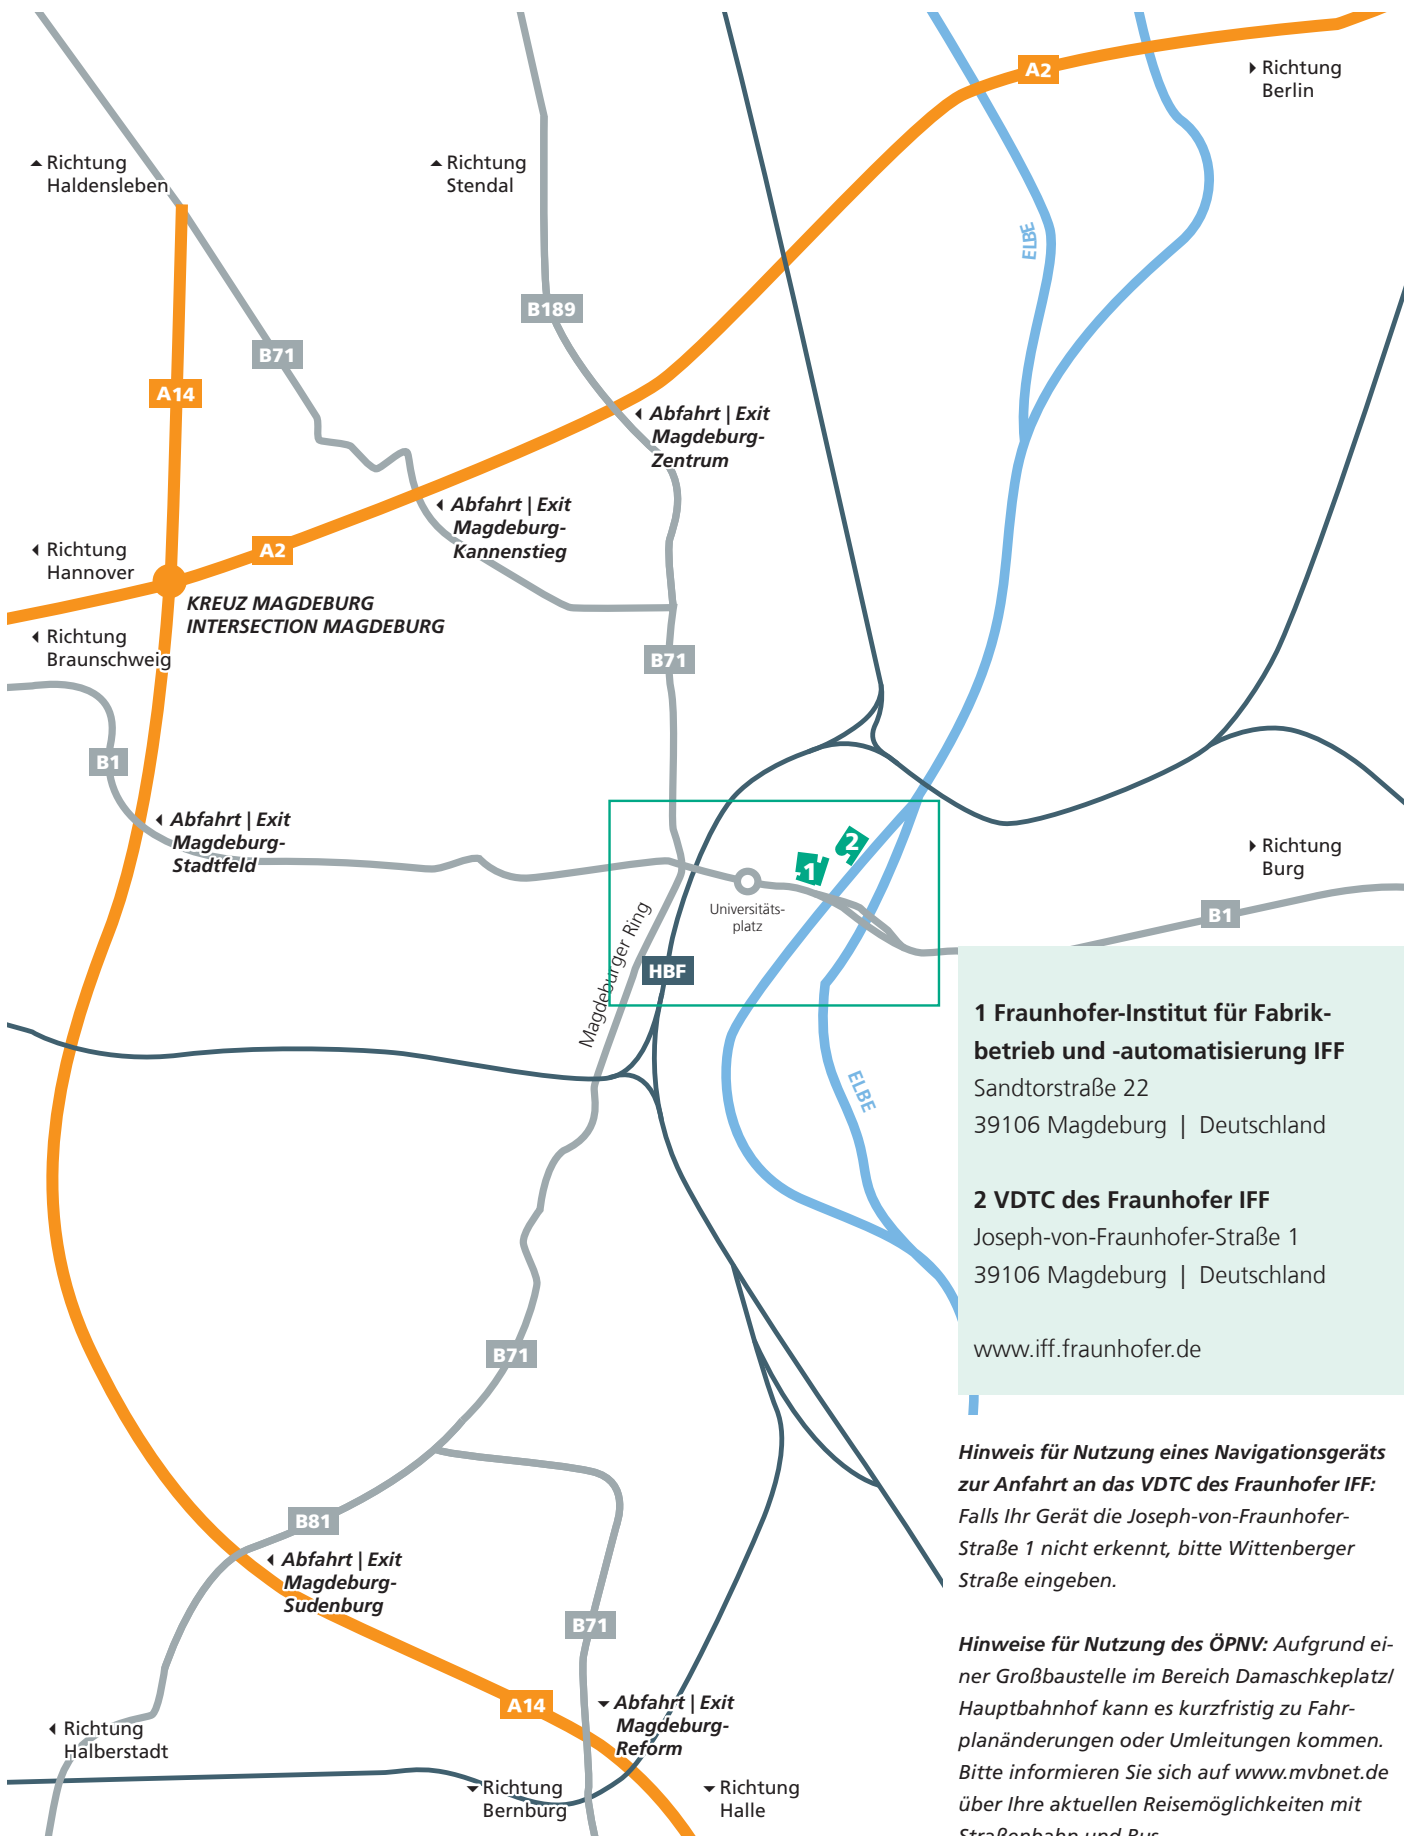 A2
Richtung
Berlin
Richtung
Haldensleben
Richtung
Stendal
ELBE
B189
B71
A14
Abfahrt | Exit
Magdeburg-
Zentrum
Abfahrt | Exit
Magdeburg-
Kannenstieg
Richtung
Hannover
A2
KREUZ MAGDEBURG
INTERSECTION MAGDEBURG
Richtung
Braunschweig
B71
B1
Abfahrt | Exit
Magdeburg-
Stadtfeld
2
1
Richtung
Burg
Universitäts-
platz
B1
Magdeburger Ring
HBF
ELBE
1 Fraunhofer-Institut für Fabrik-
betrieb und -automatisierung IFF
Sandtorstraße 22
39106 Magdeburg | Deutschland
2 VDTC des Fraunhofer IFF
Joseph-von-Fraunhofer-Straße 1
39106 Magdeburg | Deutschland
www.iff.fraunhofer.de
B71
B81
Abfahrt | Exit
Magdeburg-
Sudenburg
B71
A14
Abfahrt | Exit
Magdeburg-
Reform
Richtung
Halberstadt
Richtung
Bernburg
Richtung
Halle
Hinweis für Nutzung eines Navigationsgeräts
zur Anfahrt an das VDTC des Fraunhofer IFF:
Falls Ihr Gerät die Joseph-von-Fraunhofer-
Straße 1 nicht erkennt, bitte Wittenberger
Straße eingeben.
Hinweise für Nutzung des ÖPNV: Aufgrund ei-
ner Großbaustelle im Bereich Damaschkeplatz/
Hauptbahnhof kann es kurzfristig zu Fahr-
planänderungen oder Umleitungen kommen.
Bitte informieren Sie sich auf www.mvbnet.de
über Ihre aktuellen Reisemöglichkeiten mit
Straßenbahn und Bus.